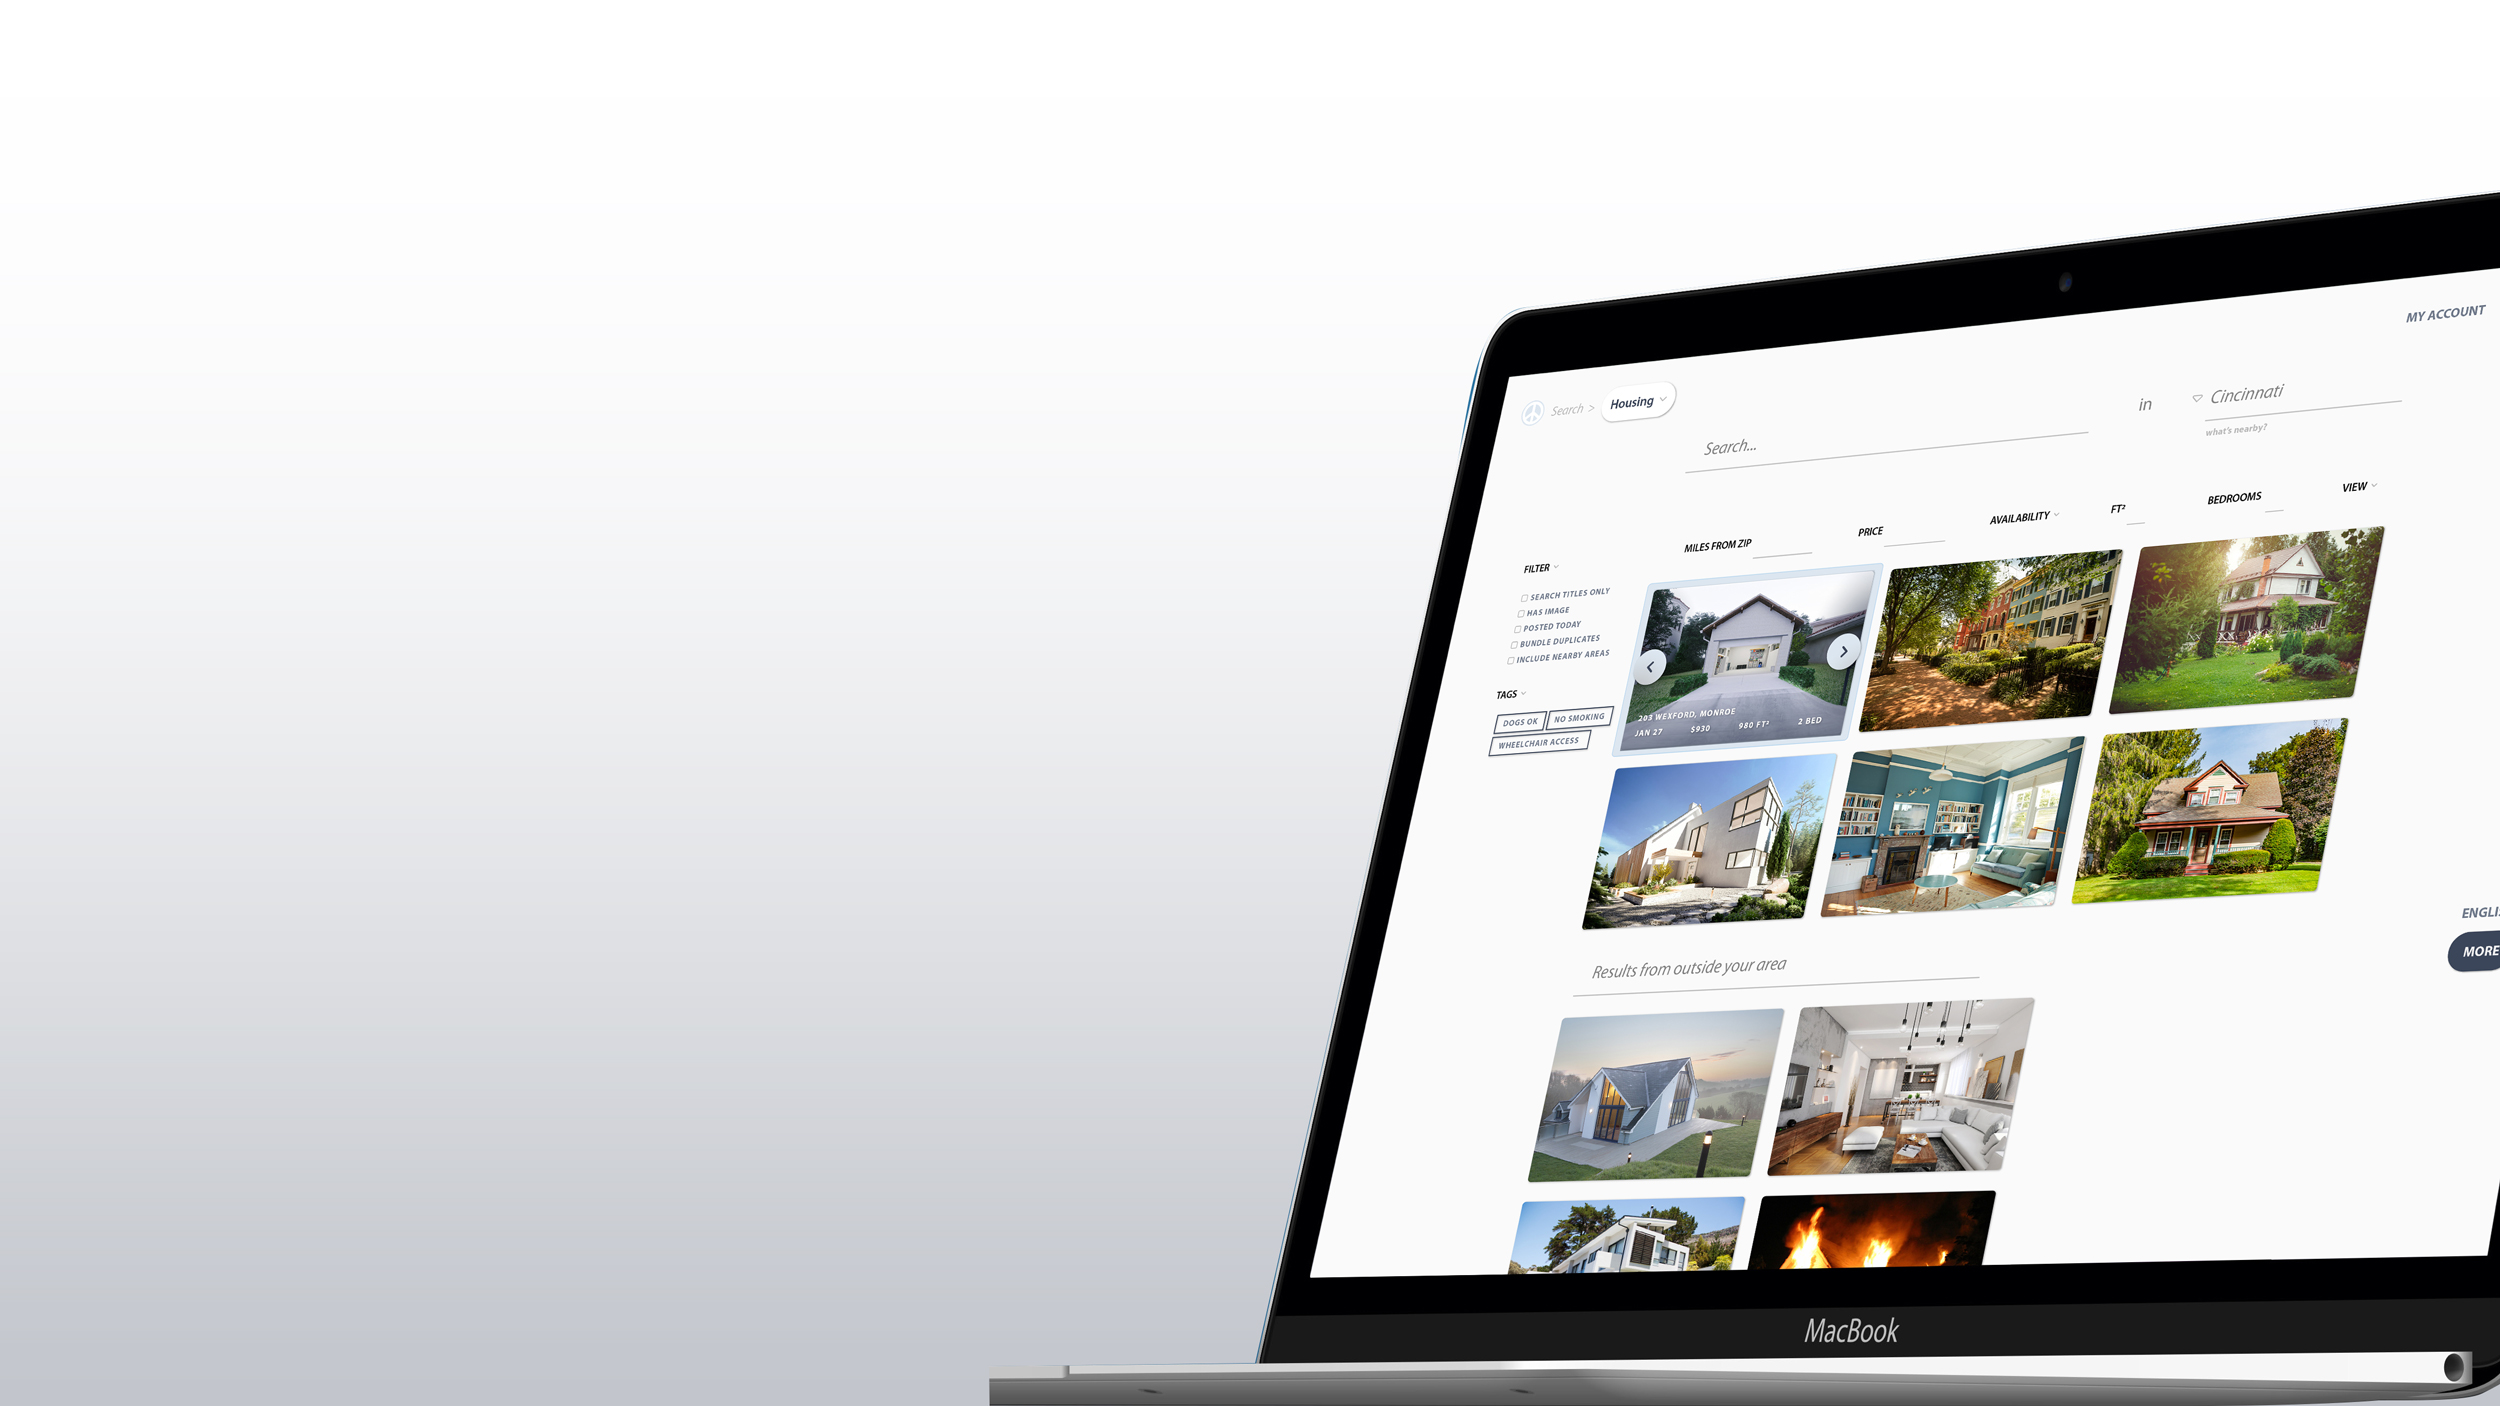 MY ACCOUNT
Search > Housing
Search...
in
Cincinnati
what's nearby?
MILES FROM ZIP
PRICE
AVAILABILITY
FT²
BEDROOMS
VIEW
FILTER
SEARCH TITLES ONLY
HAS IMAGE
POSTED TODAY
BUNDLE DUPLICATES
INCLUDE NEARBY AREAS
TAGS
DOGS OK
NO SMOKING
WHEELCHAIR ACCESS
203 WEXFORD, MONROE
JAN 27 $930 980 FT² 2 BED
ENGLIS
MORE
Results from outside your area
MacBook